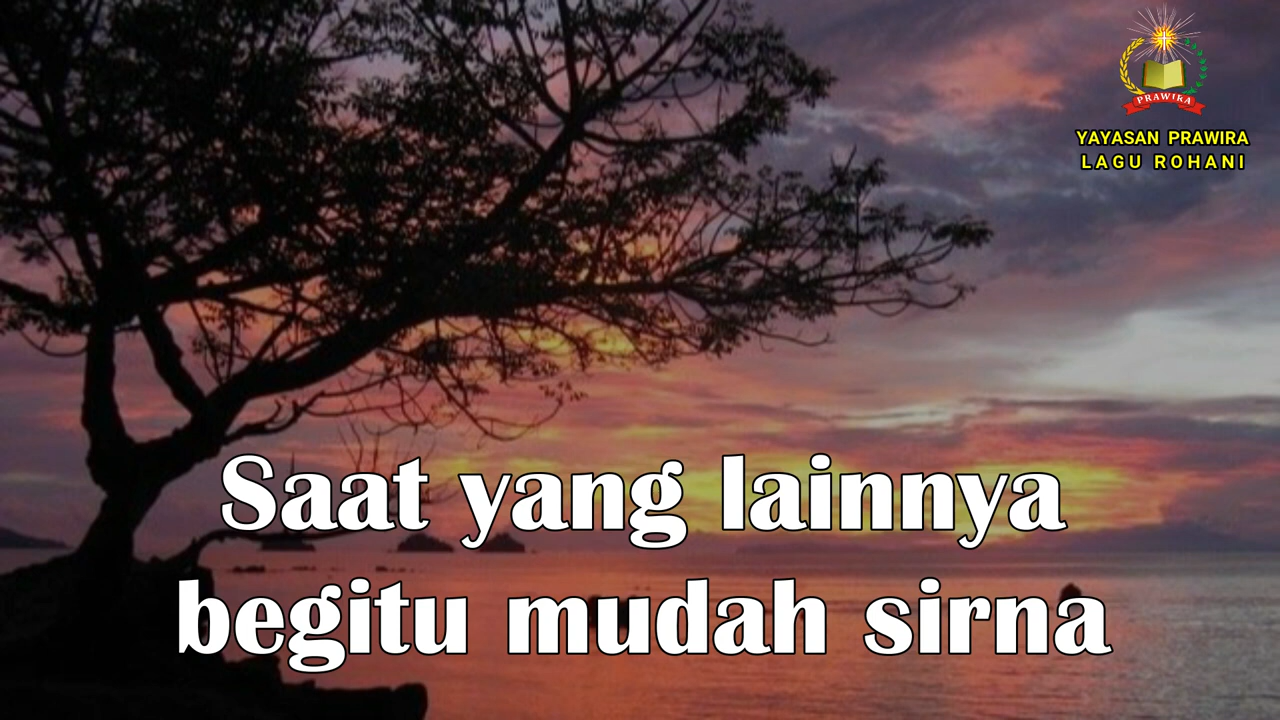 PRAWIKA
YAYASAN PRAWIRA
LAGU ROHANI
Saat yang lainnya
begitu mudah sirna